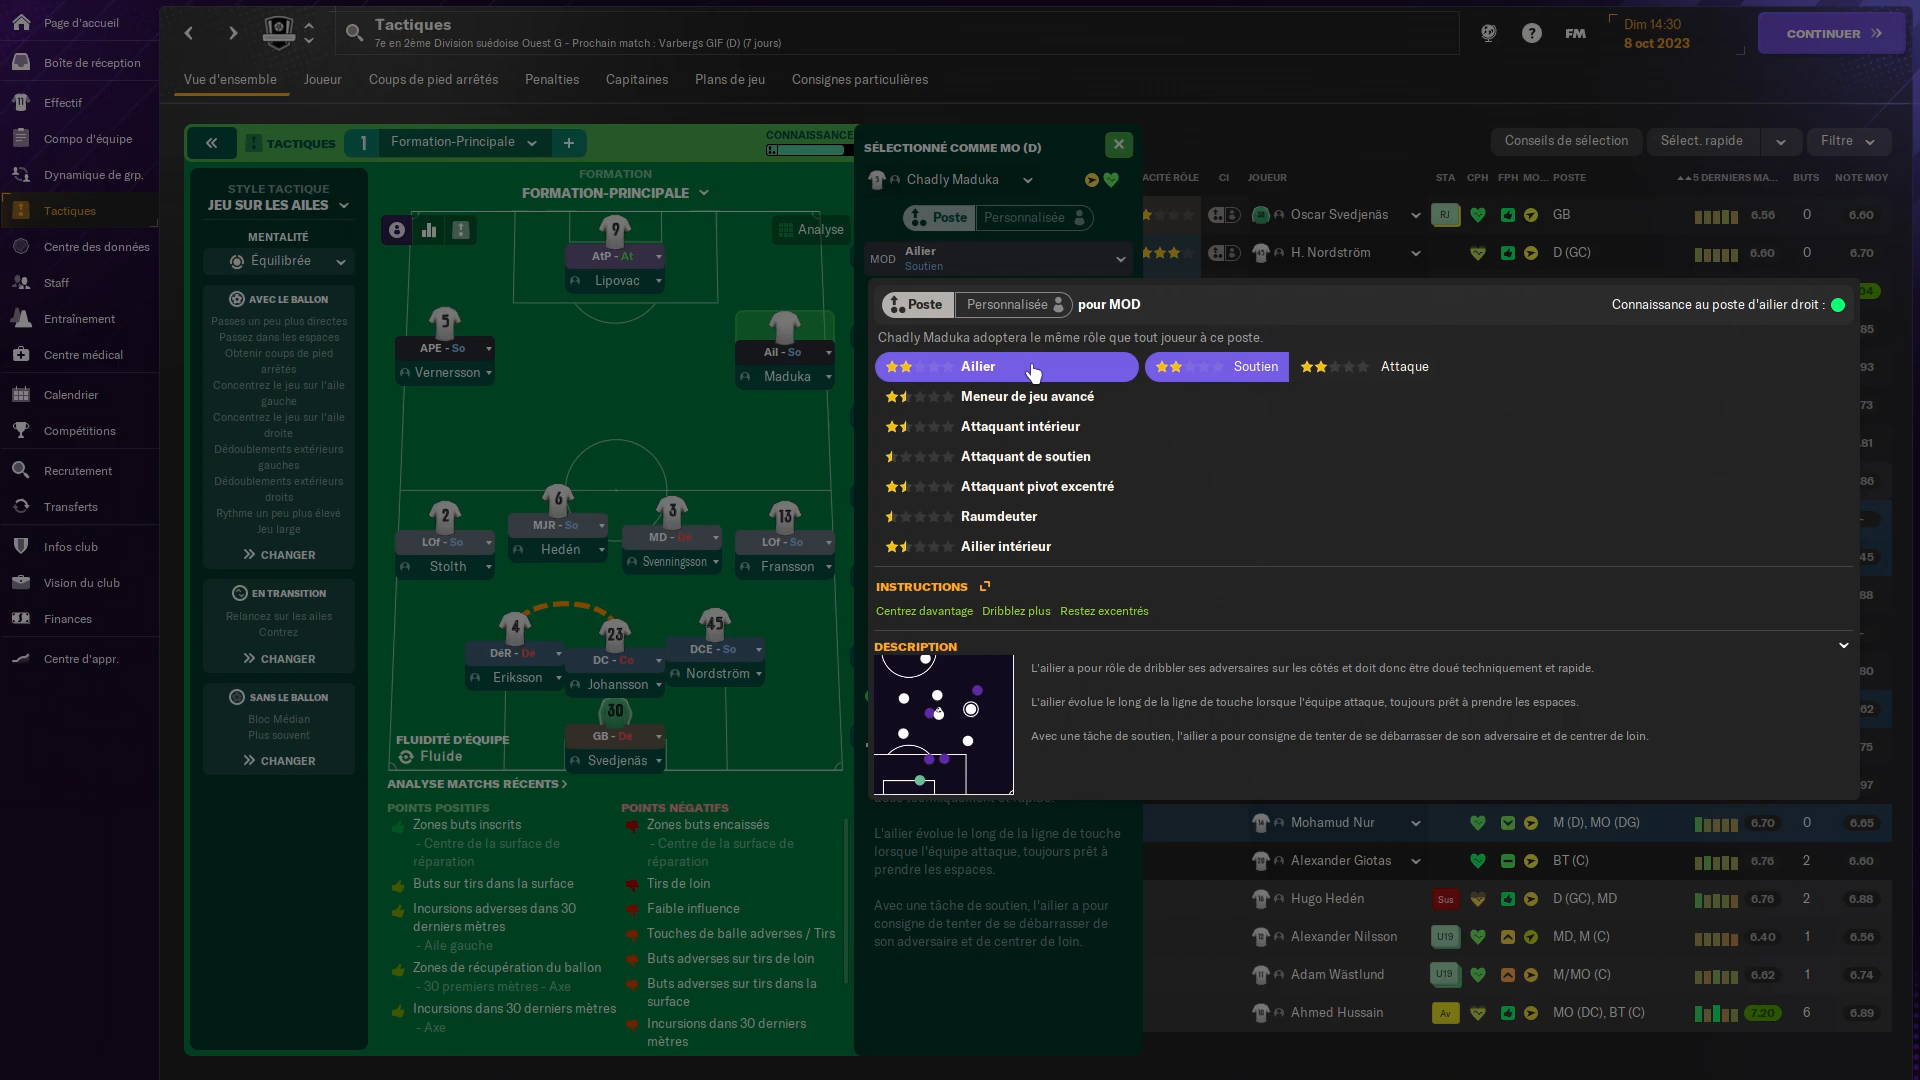 Page d'accueil
Boîte de réception
Effectif
Compo d'équipe
Dynamique de grp.
Tactiques
Centre des données
Staff
Entraînement
Centre médical
Calendrier
Compétitions
Recrutement
Transferts
Infos club
Vision du club
Finances
Centre d'appr.
Tactiques
7e en 2ème Division suédoise Ouest G - Prochain match : Varbergs GIF (D) (7 jours)
FM
Dim 14:30
8 oct 2023
CONTINUER
Vue d'ensemble
Joueur
Coups de pied arrêtés
Penalties
Capitaines
Plans de jeu
Consignes particulières
TACTIQUES
1
Formation-Principale
CONNAISSANCE
STYLE TACTIQUE
JEU SUR LES AILES
MENTALITÉ
Équilibrée
AVEC LE BALLON
Passes un peu plus directes
Passez dans les espaces
Obtenir coups de pied
arrêtés
Concentrez le jeu sur l'aile
gauche
Concentrez le jeu sur l'aile
droite
Dédoublements extérieurs
gauches
Dédoublements extérieurs
droits
Rythme un peu plus élevé
Jeu large
CHANGER
EN TRANSITION
Relancez sur les ailes
Contrez
CHANGER
SANS LE BALLON
Bloc Médian
Plus souvent
CHANGER
FORMATION
FORMATION-PRINCIPALE
Analyse
9
AtP - At
Lipovac
5
APE - So
Vernersson
Ail - So
Maduka
2
LOf - So
Stolth
6
MJR - So
Hedén
3
MD - Dé
Svenningsson
13
LOf - So
Fransson
4
DéR - Dé
Eriksson
23
DC - Co
Johansson
45
DCE - So
Nordström
30
GB - Dé
Svedjenäs
FLUIDITÉ D'ÉQUIPE
Fluide
ANALYSE MATCHS RÉCENTS
POINTS POSITIFS
Zones buts inscrits
- Centre de la surface de
réparation
Buts sur tirs dans la surface
Incursions adverses dans 30
derniers mètres
- Aile gauche
Zones de récupération du ballon
- 30 premiers mètres - Axe
Incursions dans 30 derniers mètres
- Axe
POINTS NÉGATIFS
Zones buts encaissés
- Centre de la surface de
réparation
Tirs de loin
Faible influence
Touches de balle adverses / Tirs
Buts adverses sur tirs de loin
Buts adverses sur tirs dans la
surface
Incursions dans 30 derniers
mètres
SÉLECTIONNÉ COMME MO (D)
Chadly Maduka
Poste
Personnalisée
MOD
Ailier
Soutien
Poste
Personnalisée
pour MOD
Connaissance au poste d'ailier droit :
Chadly Maduka adoptera le même rôle que tout joueur à ce poste.
Ailier
Soutien
Attaque
Meneur de jeu avancé
Attaquant intérieur
Attaquant de soutien
Attaquant pivot excentré
Raumdeuter
Ailier intérieur
INSTRUCTIONS
Centrez davantage Dribblez plus Restez excentrés
DESCRIPTION
L'ailier a pour rôle de dribbler ses adversaires sur les côtés et doit donc être doué techniquement et rapide.
L'ailier évolue le long de la ligne de touche lorsque l'équipe attaque, toujours prêt à prendre les espaces.
Avec une tâche de soutien, l'ailier a pour consigne de tenter de se débarrasser de son adversaire et de centrer de loin.
L'ailier évolue le long de la ligne de touche
lorsque l'équipe attaque, toujours prêt à
prendre les espaces.
Avec une tâche de soutien, l'ailier a pour
consigne de tenter de se débarrasser de
son adversaire et de centrer de loin.
Conseils de sélection
Sélect. rapide
Filtre
ACITÉ RÔLE CI JOUEUR STA CPH FPH MO... POSTE 5 DERNIERS MA... BUTS NOTE MOY
Oscar Svedjenäs RJ GB 6.56 0 6.60
H. Nordström D (GC) 6.60 0 6.70
Mohamud Nur M (D), MO (DG) 6.70 0 6.65
Alexander Giotas BT (C) 6.76 2 6.60
Hugo Hedén Sus D (GC), MD 6.76 2 6.88
Alexander Nilsson U19 MD, M (C) 6.40 1 6.56
Adam Wästlund U19 M/MO (C) 6.62 1 6.74
Ahmed Hussain Av MO (DC), BT (C) 7.20 6 6.89